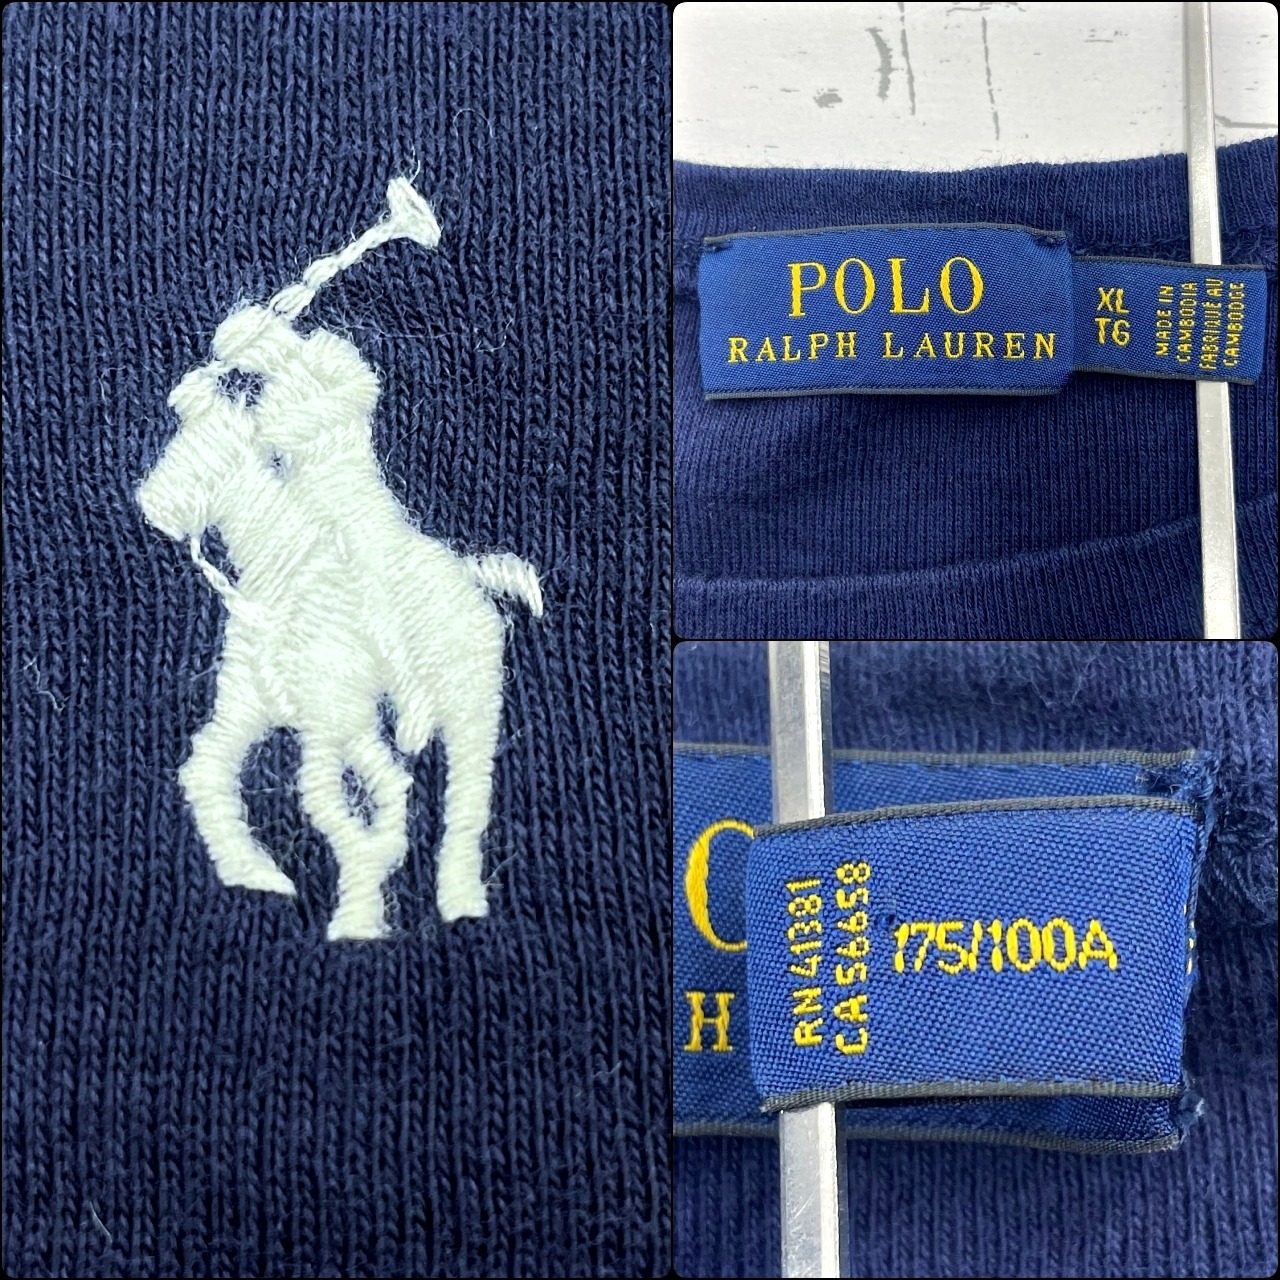 POLO
RALPH LAUREN
XL
TG
MADE IN
CAMBODIA
FABRIQUÉ AU
CAMBODGE
O
H
RN 41381
CA 56658
175/100A